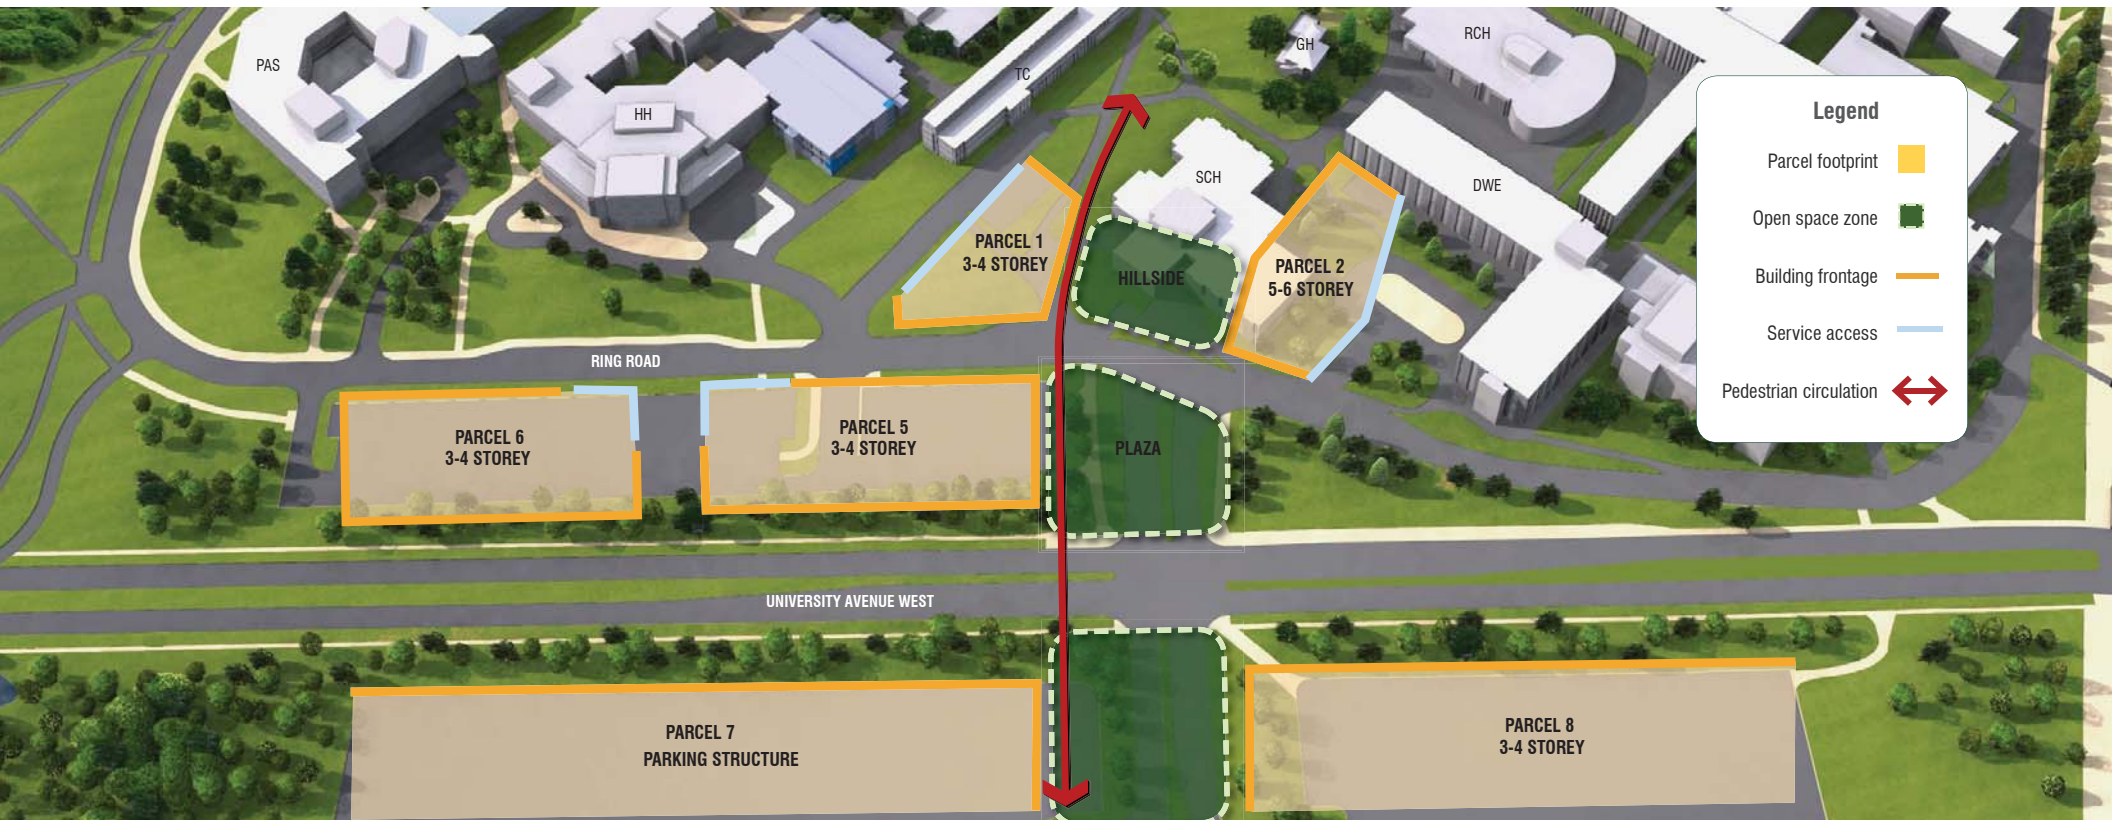 PAS
HH
TC
GH
RCH
SCH
DWE
Legend
Parcel footprint
Open space zone
Building frontage
Service access
Pedestrian circulation
PARCEL 1
3-4 STOREY
HILLSIDE
PARCEL 2
5-6 STOREY
RING ROAD
PARCEL 6
3-4 STOREY
PARCEL 5
3-4 STOREY
PLAZA
UNIVERSITY AVENUE WEST
PARCEL 7
PARKING STRUCTURE
PARCEL 8
3-4 STOREY